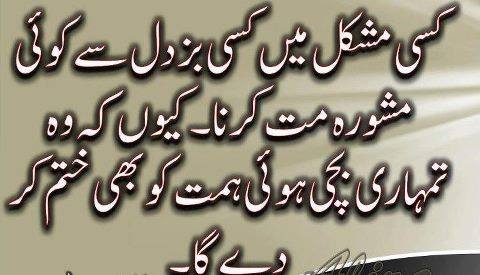 کسی مشکل میں کسی بزدل سے کوئی
مشورہ مت کرنا۔ کیوں کہ وہ
تمہاری بچی ہوئی ہمت کو بھی ختم کر
دے گا۔